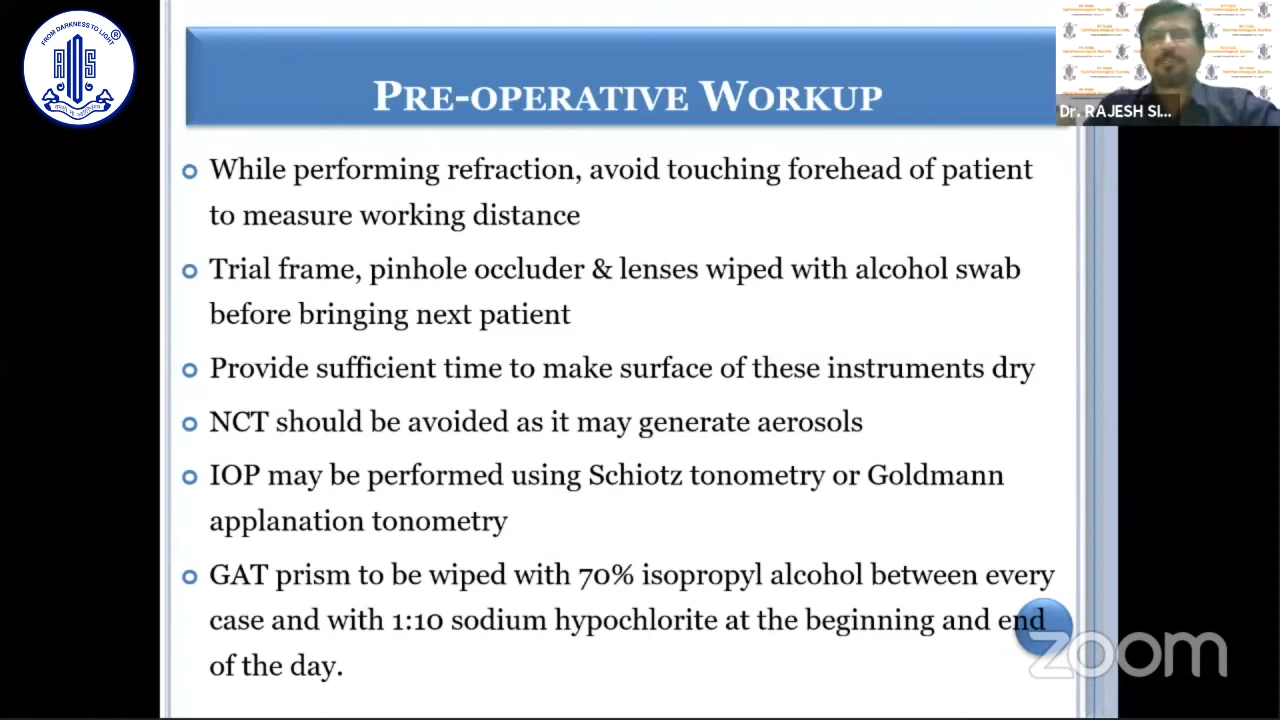 FROM DARKNESS TO LIGHT
PRE-OPERATIVE WORKUP
Dr. RAJESH SI...
While performing refraction, avoid touching forehead of patient
to measure working distance
Trial frame, pinhole occluder & lenses wiped with alcohol swab
before bringing next patient
Provide sufficient time to make surface of these instruments dry
NCT should be avoided as it may generate aerosols
IOP may be performed using Schiotz tonometry or Goldmann
applanation tonometry
GAT prism to be wiped with 70% isopropyl alcohol between every
case and with 1:10 sodium hypochlorite at the beginning and end
of the day.
zoom